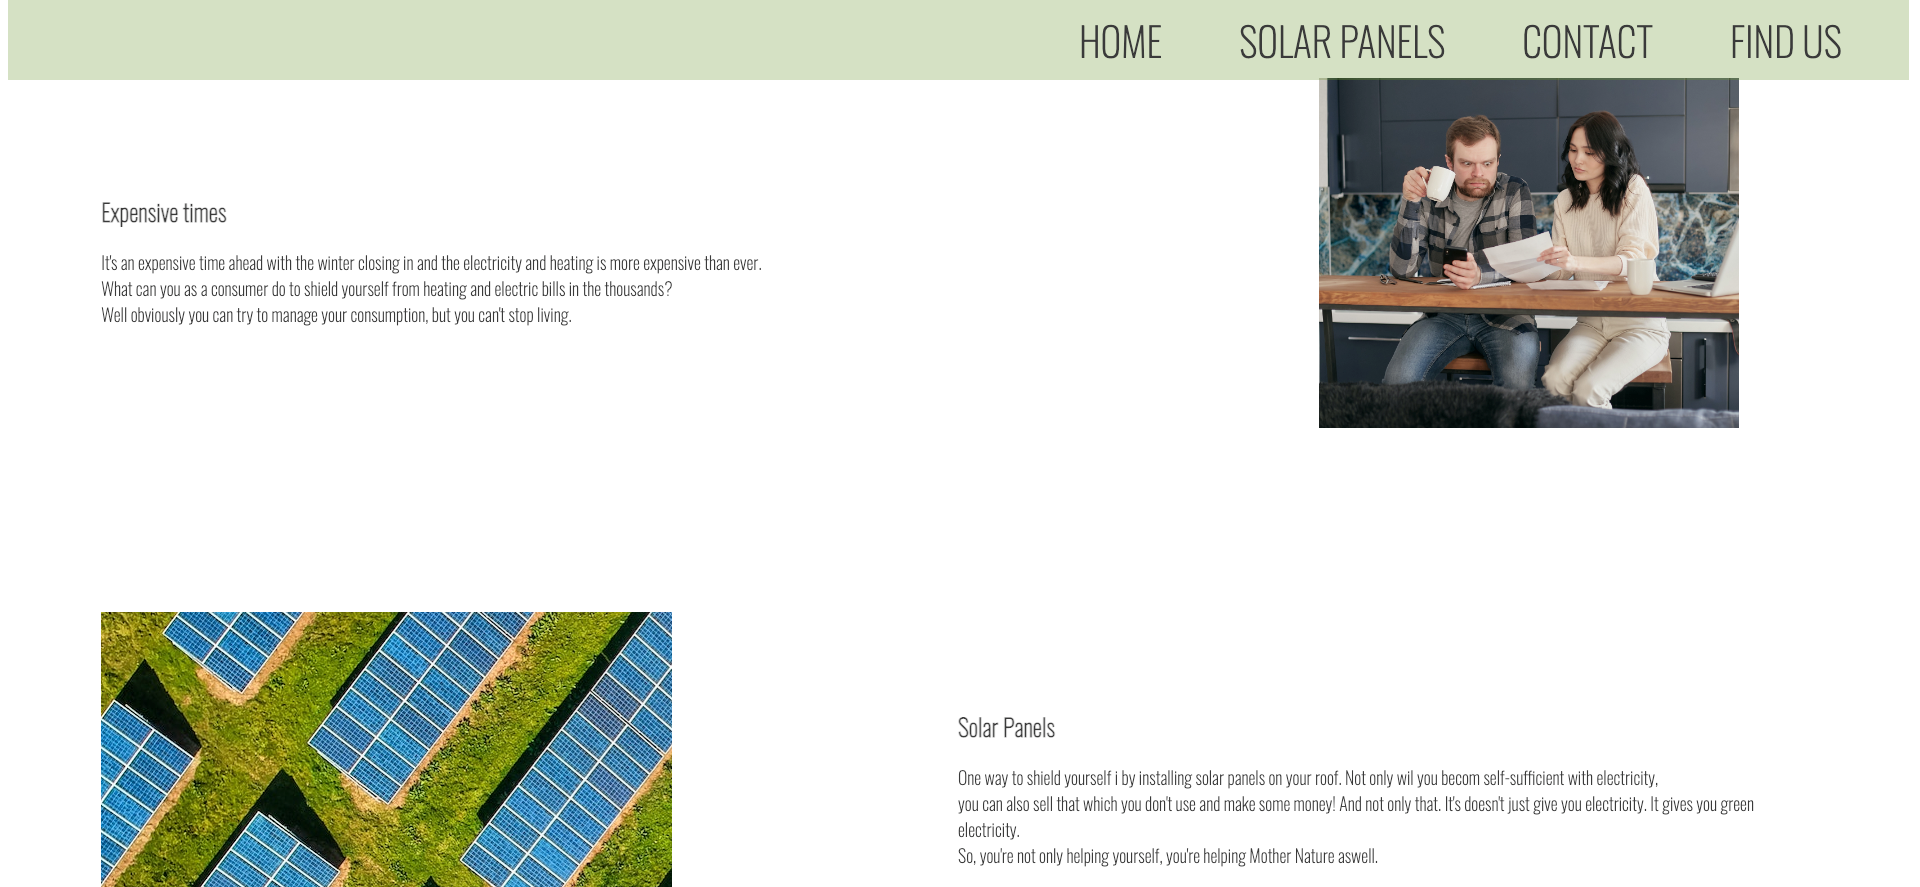 HOME SOLAR PANELS CONTACT FIND US
Expensive times
It's an expensive time ahead with the winter closing in and the electricity and heating is more expensive than ever.
What can you as a consumer do to shield yourself from heating and electric bills in the thousands?
Well obviously you can try to manage your consumption, but you can't stop living.
Solar Panels
One way to shield yourself i by installing solar panels on your roof. Not only wil you becom self-sufficient with electricity,
you can also sell that which you don't use and make some money! And not only that. It's doesn't just give you electricity. It gives you green
electricity.
So, you're not only helping yourself, you're helping Mother Nature aswell.